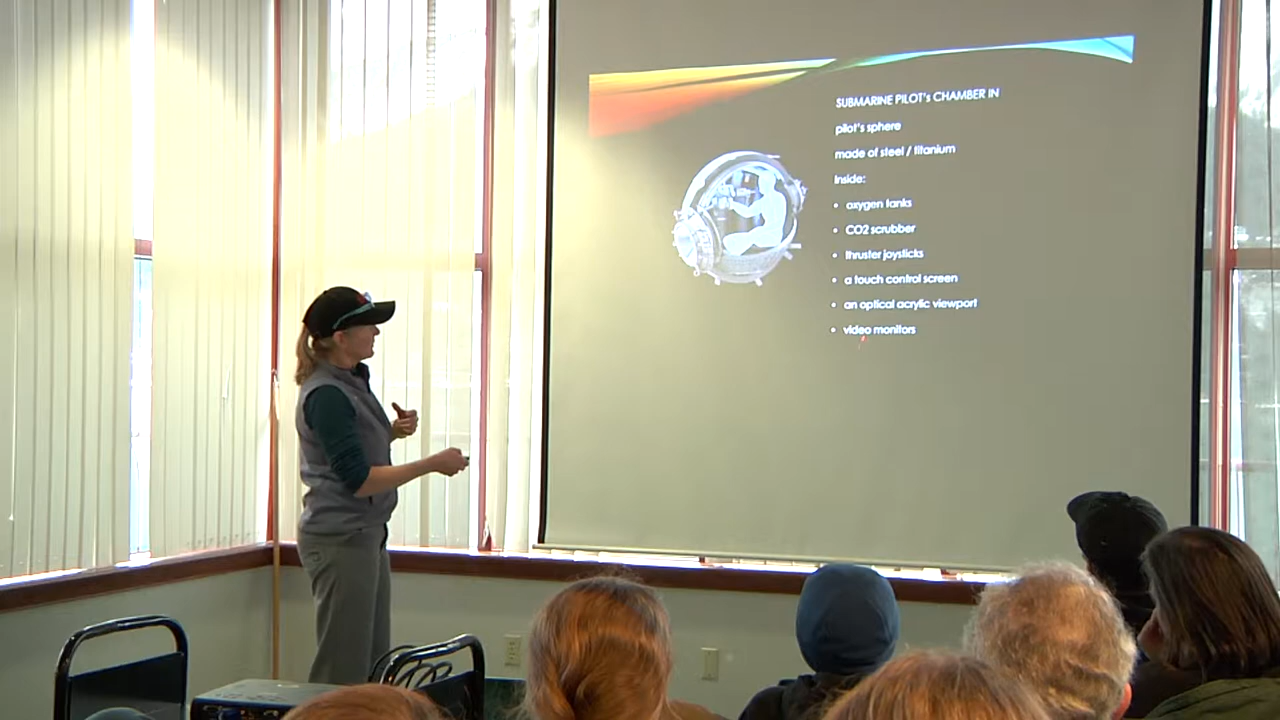 SUBMARINE PILOT's CHAMBER IN
pilot's sphere
made of steel / titanium
Inside:
• oxygen tanks
• CO2 scrubber
• thruster joysticks
• a touch control screen
• an optical acrylic viewport
• video monitors